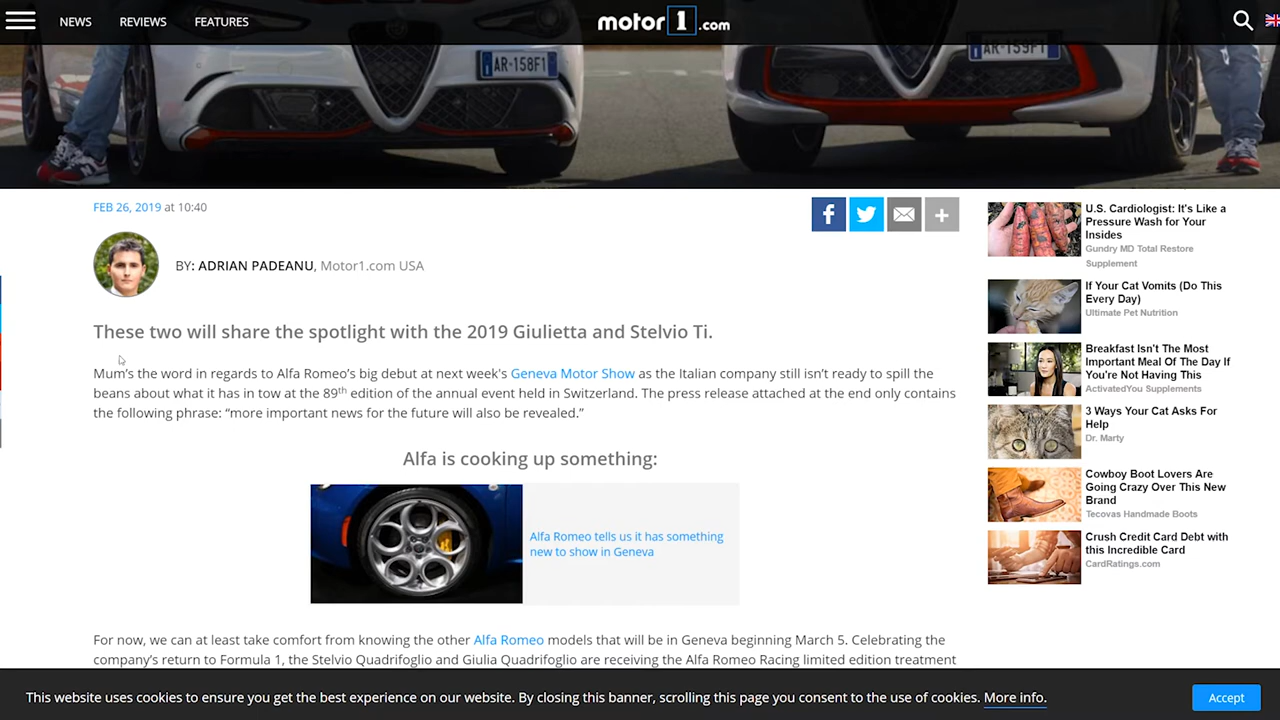 NEWS REVIEWS FEATURES motor1.com
AR-158F1 AR-159F1
FEB 26, 2019 at 10:40
BY: ADRIAN PADEANU, Motor1.com USA
These two will share the spotlight with the 2019 Giulietta and Stelvio Ti.
Mum's the word in regards to Alfa Romeo's big debut at next week's Geneva Motor Show as the Italian company still isn't ready to spill the
beans about what it has in tow at the 89th edition of the annual event held in Switzerland. The press release attached at the end only contains
the following phrase: “more important news for the future will also be revealed.”
Alfa is cooking up something:
Alfa Romeo tells us it has something
new to show in Geneva
For now, we can at least take comfort from knowing the other Alfa Romeo models that will be in Geneva beginning March 5. Celebrating the
company's return to Formula 1, the Stelvio Quadrifoglio and Giulia Quadrifoglio are receiving the Alfa Romeo Racing limited edition treatment
U.S. Cardiologist: It's Like a
Pressure Wash for Your
Insides
Gundry MD Total Restore
Supplement
If Your Cat Vomits (Do This
Every Day)
Ultimate Pet Nutrition
Breakfast Isn't The Most
Important Meal Of The Day If
You're Not Having This
ActivatedYou Supplements
3 Ways Your Cat Asks For
Help
Dr. Marty
Cowboy Boot Lovers Are
Going Crazy Over This New
Brand
Tecovas Handmade Boots
Crush Credit Card Debt with
this Incredible Card
CardRatings.com
This website uses cookies to ensure you get the best experience on our website. By closing this banner, scrolling this page you consent to the use of cookies. More info.
Accept